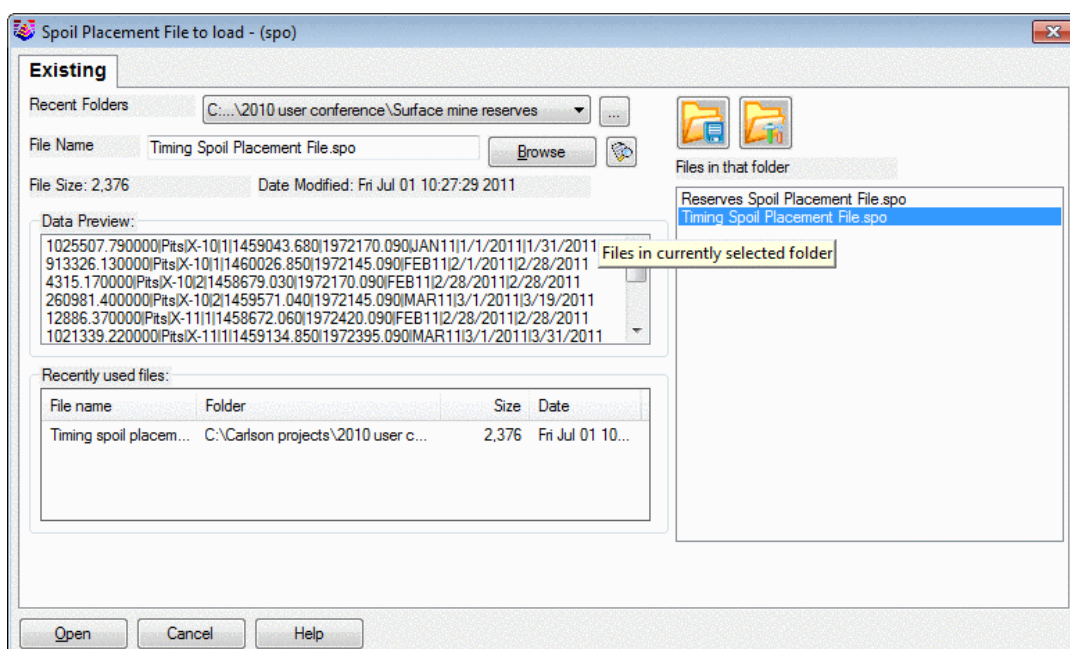 Spoil Placement File to load - (spo)
Existing
Recent Folders
C:...\2010 user conference\Surface mine reserves
...
File Name
Timing Spoil Placement File.spo
Browse
File Size: 2,376
Date Modified: Fri Jul 01 10:27:29 2011
Data Preview:
1025507.790000|Pits|X-10|1|1459043.680|1972170.090|JAN11|1/1/2011|1/31/2011
913326.130000|Pits|X-10|1|1460026.850|1972145.090|FEB11|2/1/2011|2/28/2011
4315.170000|Pits|X-10|2|1458679.030|1972170.090|FEB11|2/28/2011|2/28/2011
260981.400000|Pits|X-10|2|1459571.040|1972145.090|MAR11|3/1/2011|3/19/2011
12886.370000|Pits|X-11|1|1458672.060|1972420.090|FEB11|2/28/2011|2/28/2011
1021339.220000|Pits|X-11|1|1459134.850|1972395.090|MAR11|3/1/2011|3/31/2011
Recently used files:
File name Folder Size Date
Timing spoil placem... C:\Carlson projects\2010 user c... 2,376 Fri Jul 01 10...
Files in that folder
Reserves Spoil Placement File.spo
Timing Spoil Placement File.spo
Files in currently selected folder
Open
Cancel
Help